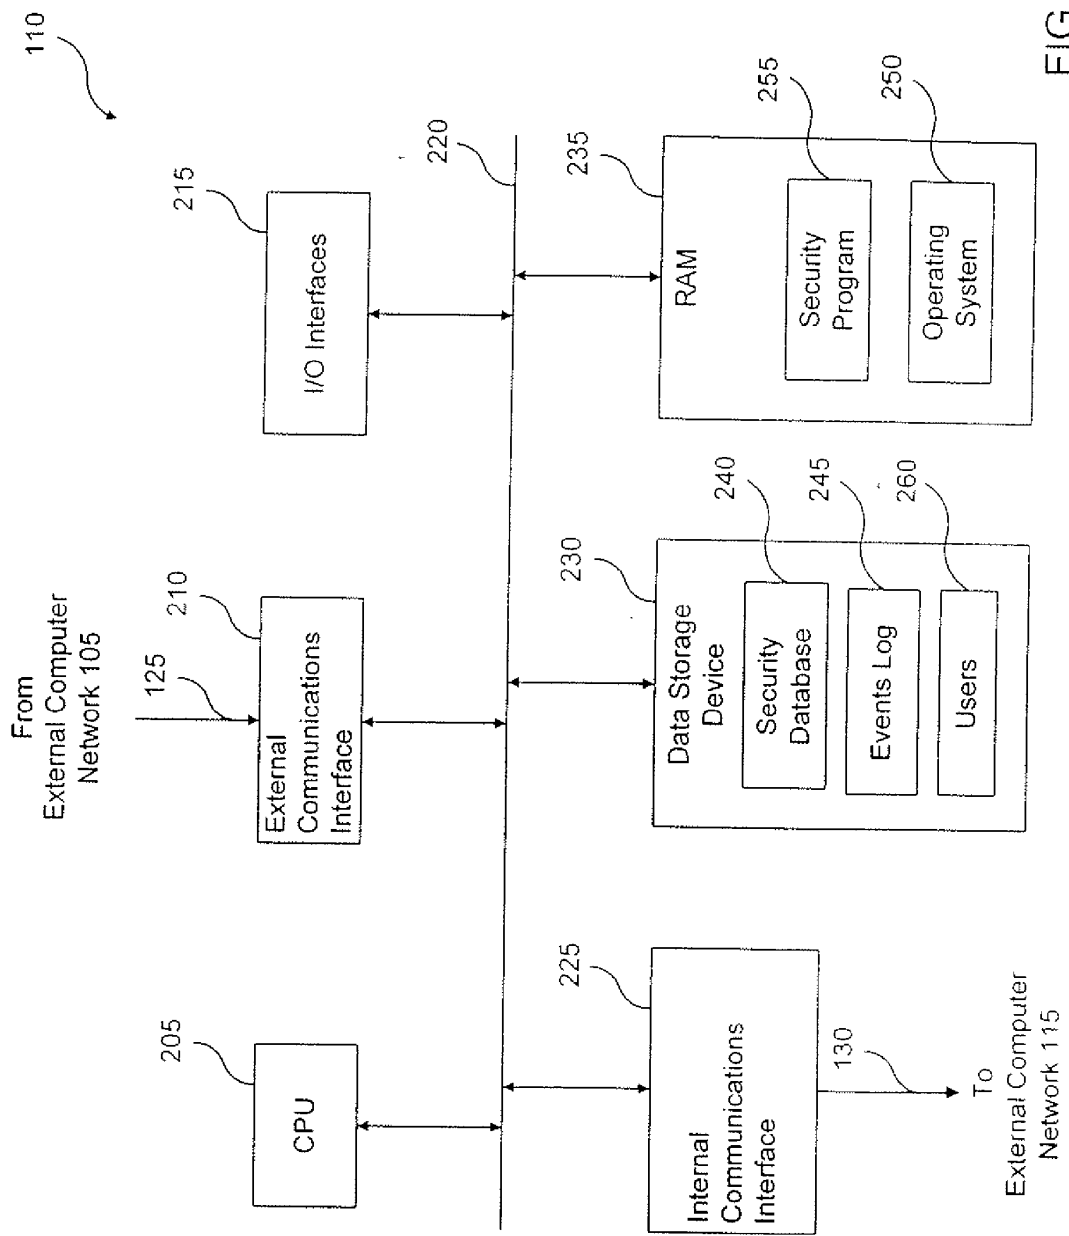 110
From
External Computer
Network 105
125
210
External
Communications
Interface
205
CPU
215
I/O Interfaces
220
225
Internal
Communications
Interface
130
To
External Computer
Network 115
230
Data Storage
Device
240
Security
Database
245
Events Log
260
Users
235
RAM
255
Security
Program
250
Operating
System
FIG